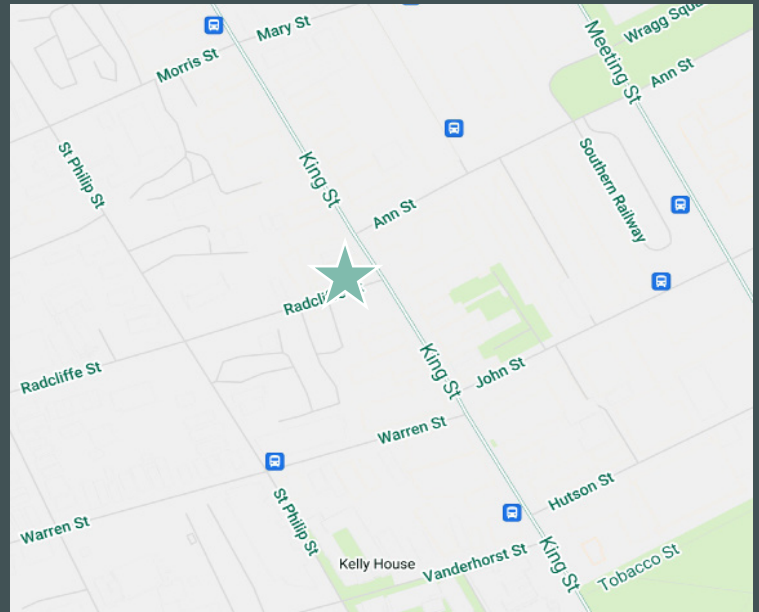 Mary St
Wragg Squ
Meeting St
Morris St
Ann St
St Philip St
King St
Southern Railway
Ann St
Radcli
King St
Radcliffe St
John St
Warren St
Hutson St
Warren St
St Philip St
Vanderhorst St
King St
Kelly House
Tobacco St